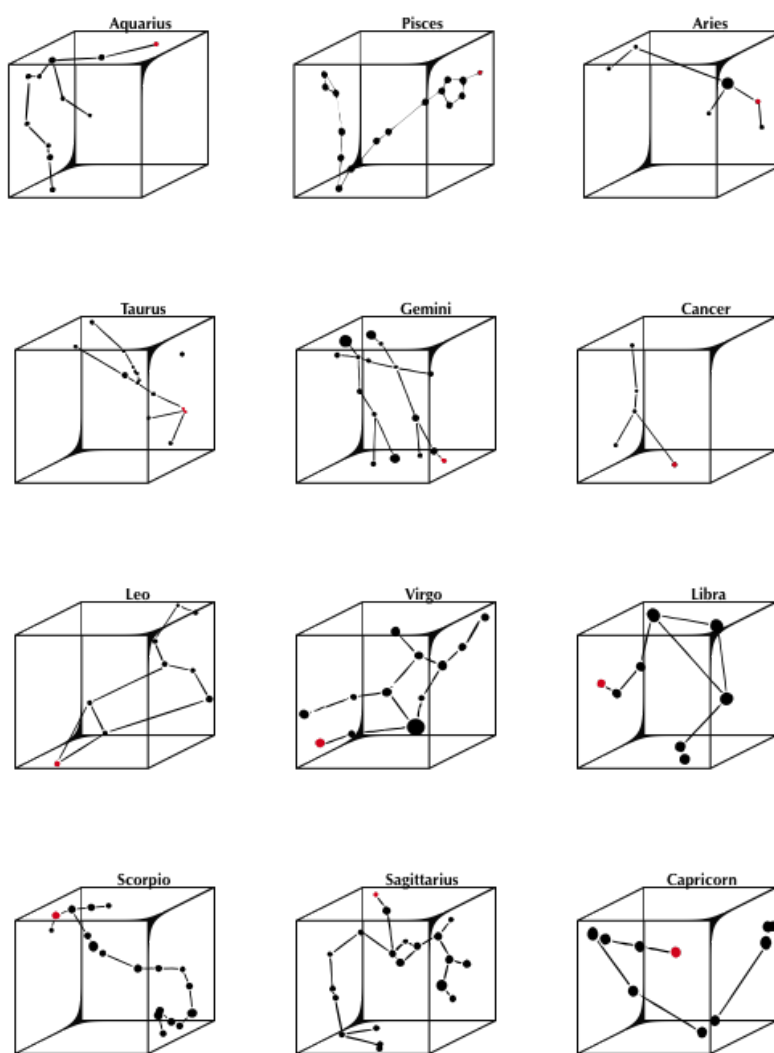 Aquarius
Pisces
Aries
Taurus
Gemini
Cancer
Leo
Virgo
Libra
Scorpio
Sagittarius
Capricorn